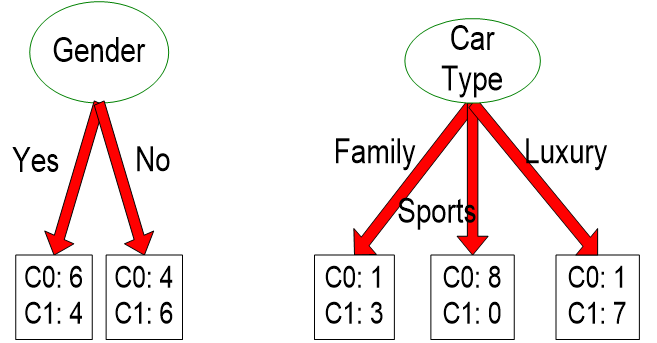 Gender
Yes
No
C0: 6
C1: 4
C0: 4
C1: 6
Car
Type
Family
Sports
Luxury
C0: 1
C1: 3
C0: 8
C1: 0
C0: 1
C1: 7